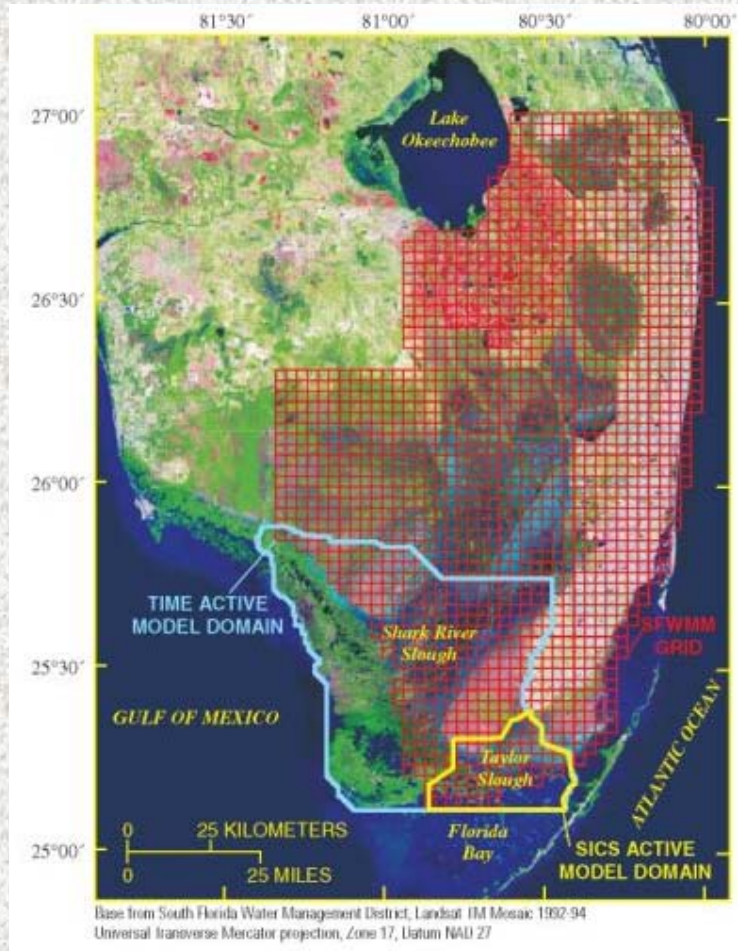 81°30´ 81°00´ 80°30´ 80°00´
27°00´
Lake
Okeechobee
26°30´
26°00´
TIME ACTIVE
MODEL DOMAIN
Shark River
Slough
SFWMM
GRID
25°30´
GULF OF MEXICO
Taylor
Slough
ATLANTIC OCEAN
0 25 KILOMETERS
0 25 MILES
Florida
Bay
SICS ACTIVE
MODEL DOMAIN
25°00´
Base from South Florida Water Management District, Landsat TM Mosaic 1992-94
Universal Transverse Mercator projection, Zone 17, Datum NAD 27